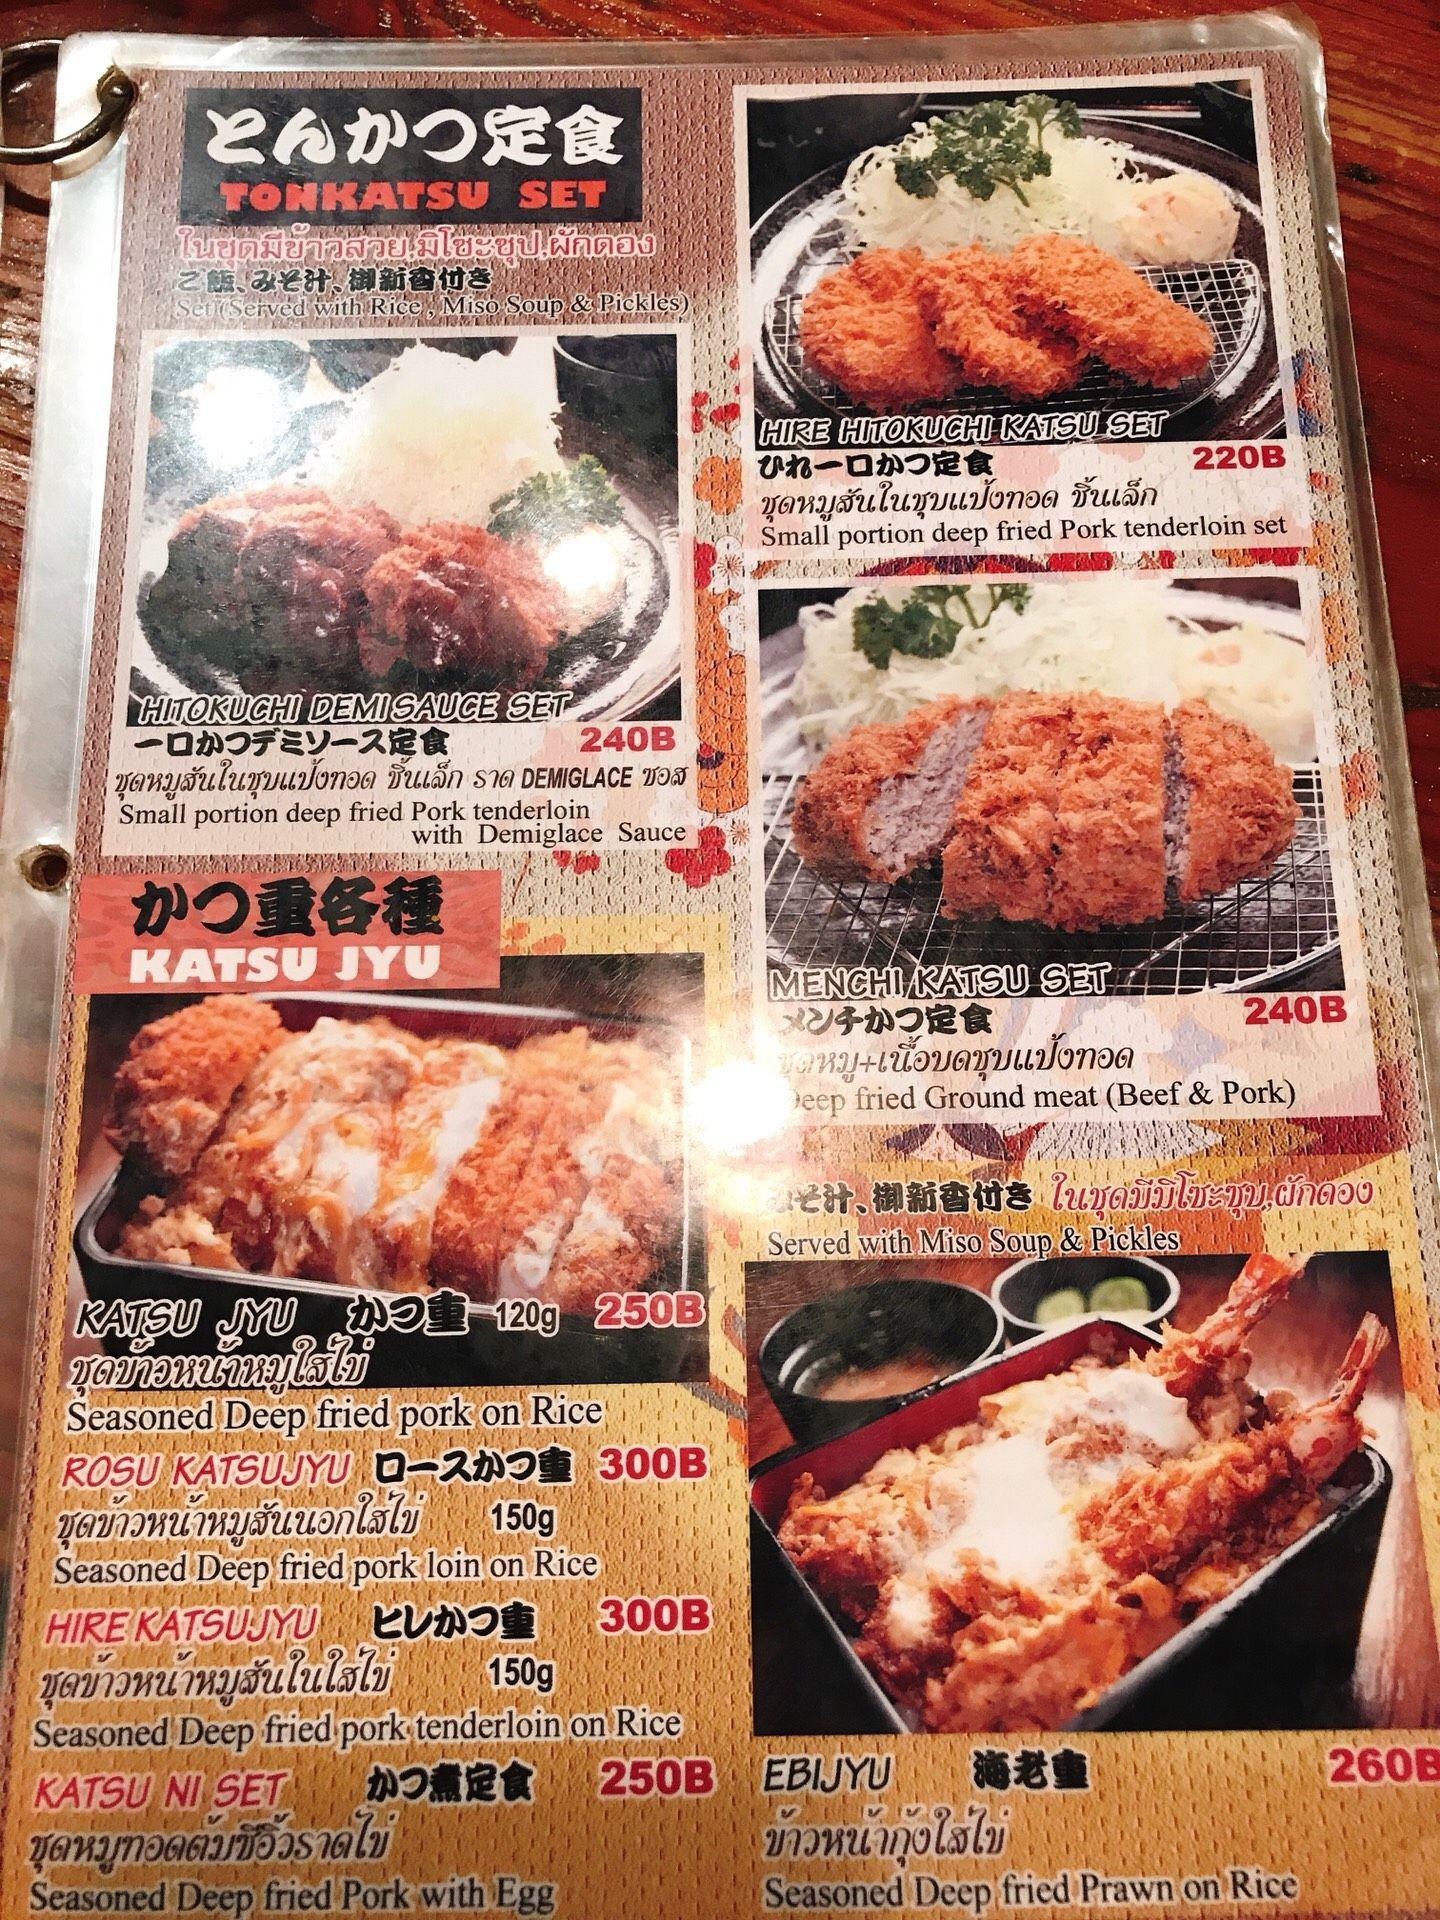 とんかつ定食
TONKATSU SET
ในชุดมีข้าวสวย,มิโซะซุป,ผักดอง
ご飯、みそ汁、御新香付き
Set (Served with Rice , Miso Soup & Pickles)
HITOKUCHI DEMISAUCE SET
一口かつデミソース定食 240B
ชุดหมูสันในชุบแป้งทอด ชิ้นเล็ก ราด DEMIGLACE ซอส
Small portion deep fried Pork tenderloin
with Demiglace Sauce
HIRE HITOKUCHI KATSU SET
ひれ一口かつ定食 220B
ชุดหมูสันในชุบแป้งทอด ชิ้นเล็ก
Small portion deep fried Pork tenderloin set
MENCHI KATSU SET
メンチかつ定食 240B
ชุดหมู+เนื้อบดชุบแป้งทอด
Deep fried Ground meat (Beef & Pork)
かつ重各種
KATSU JYU
KATSU JYU かつ重 120g 250B
ชุดข้าวหน้าหมูใส่ไข่
Seasoned Deep fried pork on Rice
ROSU KATSUJYU ロースかつ重 300B
ชุดข้าวหน้าหมูสันนอกใส่ไข่ 150g
Seasoned Deep fried pork loin on Rice
HIRE KATSUJYU ヒレかつ重 300B
ชุดข้าวหน้าหมูสันในใส่ไข่ 150g
Seasoned Deep fried pork tenderloin on Rice
KATSU NI SET かつ煮定食 250B
ชุดหมูทอดต้มซีอิ้วราดไข่
Seasoned Deep fried Pork with Egg
みそ汁、御新香付き ในชุดมีมิโซะซุป,ผักดอง
Served with Miso Soup & Pickles
EBIJYU 海老重 260B
ข้าวหน้ากุ้งใส่ไข่
Seasoned Deep fried Prawn on Rice